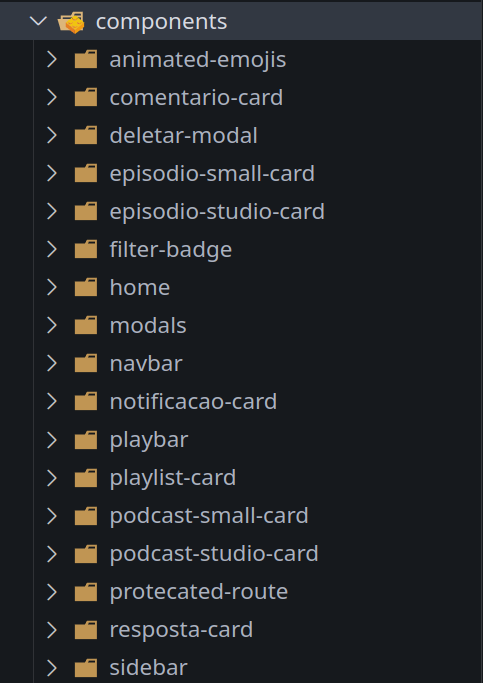 components
animated-emojis
comentario-card
deletar-modal
episodio-small-card
episodio-studio-card
filter-badge
home
modals
navbar
notificacao-card
playbar
playlist-card
podcast-small-card
podcast-studio-card
protecated-route
resposta-card
sidebar